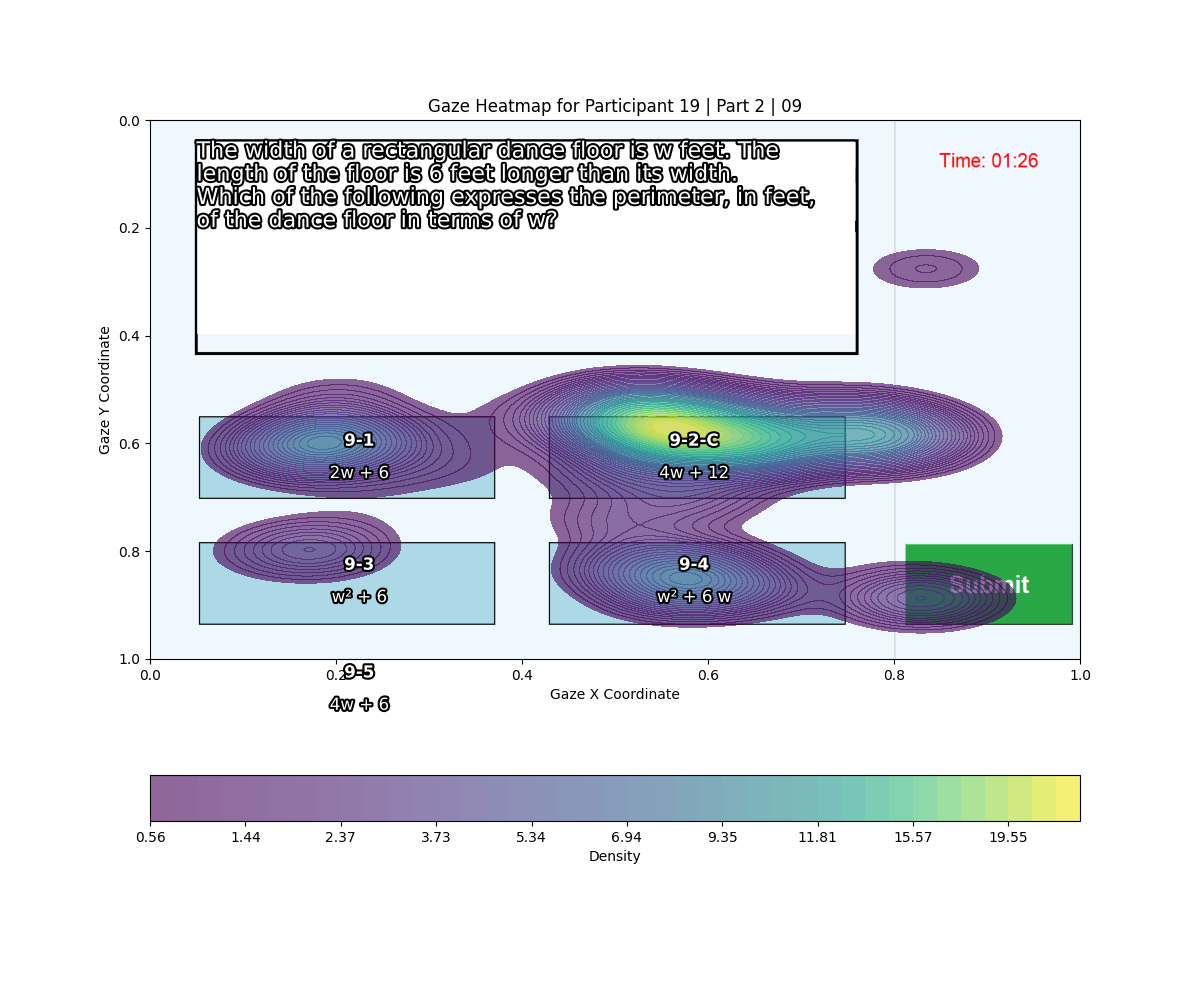 Gaze Heatmap for Participant 19 | Part 2 | 09
The width of a rectangular dance floor is w feet. The
length of the floor is 6 feet longer than its width.
Which of the following expresses the perimeter, in feet,
of the dance floor in terms of w?
Time: 01:26
0.0
0.2
0.4
0.6
0.8
1.0
Gaze Y Coordinate
9-1
2w + 6
9-2-C
4w + 12
9-3
w² + 6
9-4
w² + 6 w
Submit
0.0 0.2 0.4 0.6 0.8 1.0
9-5
4w + 6
Gaze X Coordinate
0.56 1.44 2.37 3.73 5.34 6.94 9.35 11.81 15.57 19.55
Density